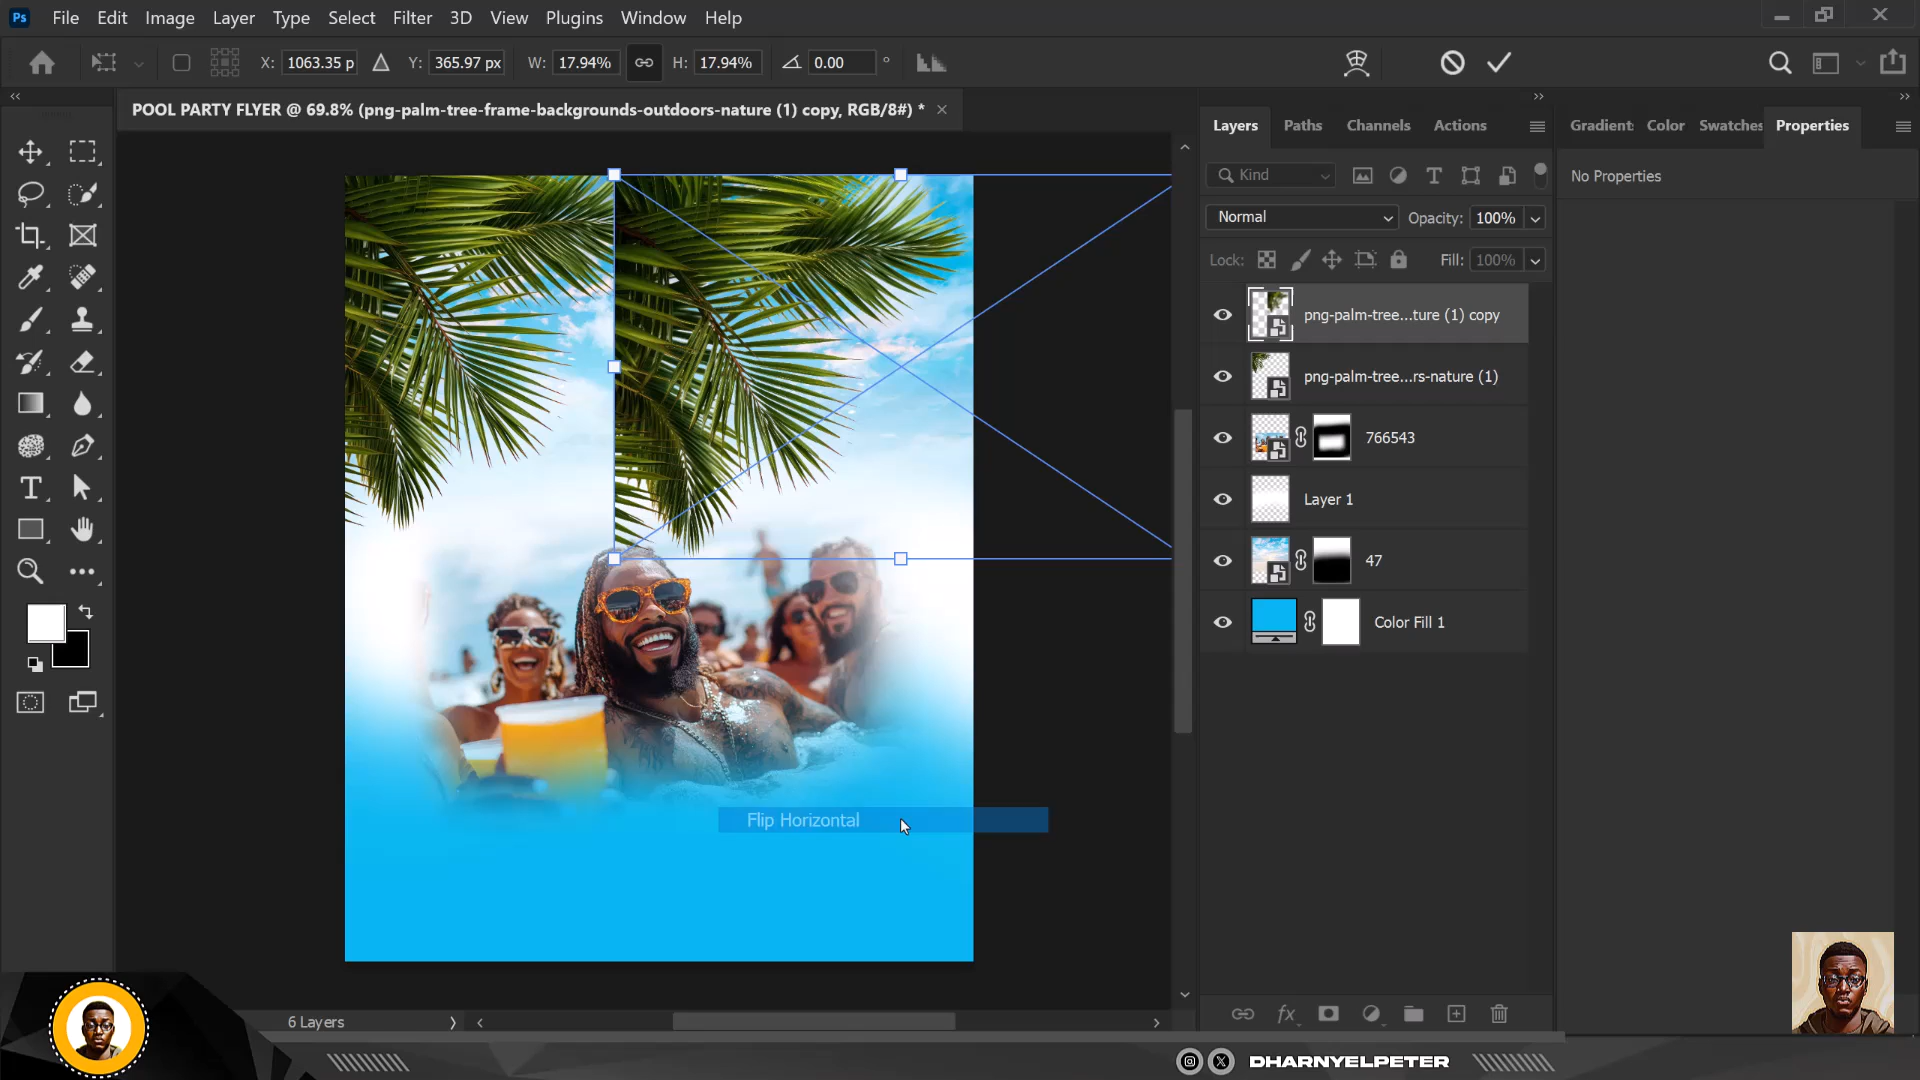 Ps File Edit Image Layer Type Select Filter 3D View Plugins Window Help
X: 1063.35 p Y: 365.97 px W: 17.94% H: 17.94% 0.00 °
POOL PARTY FLYER @ 69.8% (png-palm-tree-frame-backgrounds-outdoors-nature (1) copy, RGB/8#) *
Layers Paths Channels Actions
Kind
Normal Opacity: 100%
Lock: Fill: 100%
png-palm-tree...ture (1) copy
png-palm-tree...rs-nature (1)
766543
Layer 1
47
Color Fill 1
fx
Gradient Color Swatches Properties
No Properties
Flip Horizontal
6 Layers
DHARNYELPETER